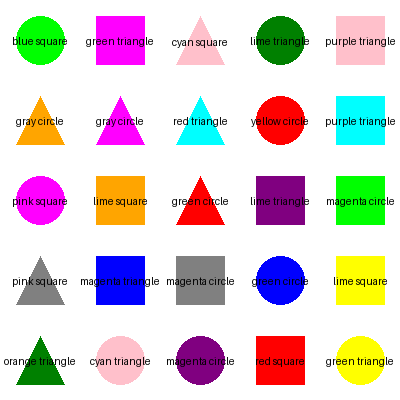 blue square green triangle cyan square lime triangle purple triangle
gray circle gray circle red triangle yellow circle purple triangle
pink square lime square green circle lime triangle magenta circle
pink square magenta triangle magenta circle green circle lime square
orange triangle cyan triangle magenta circle red square green triangle